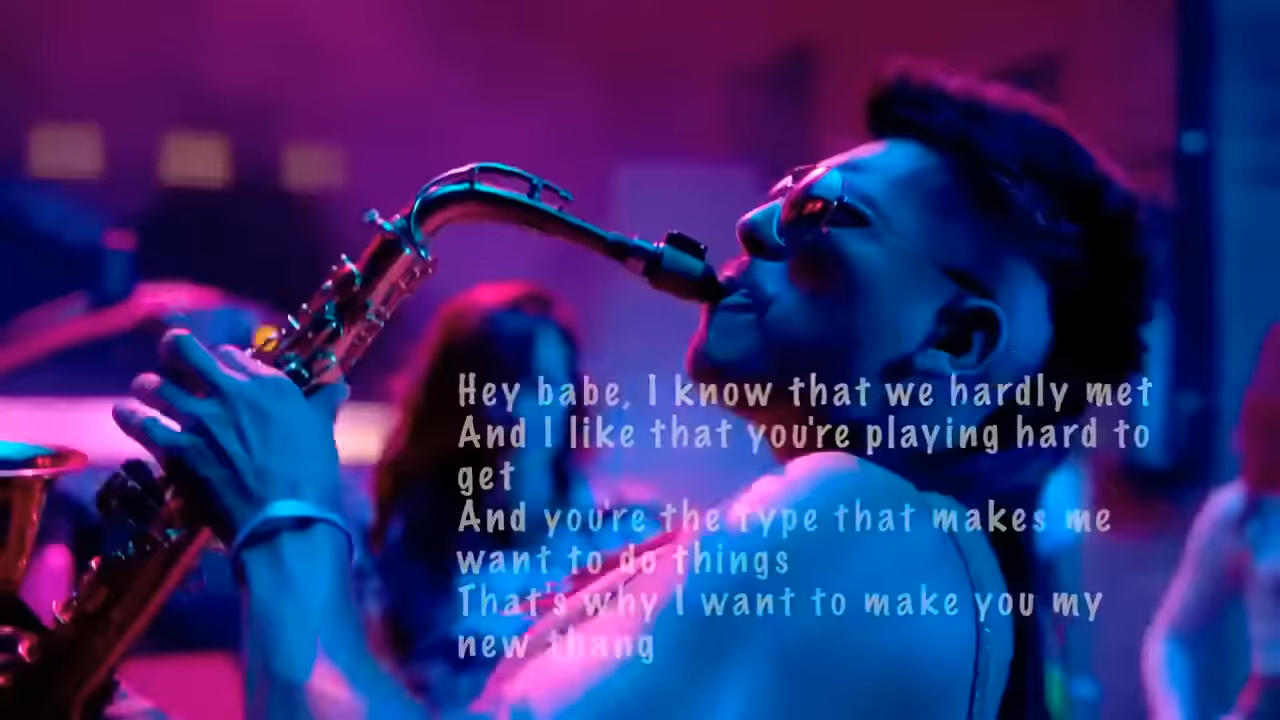 Hey babe, I know that we hardly met
And I like that you're playing hard to
get
And you're the type that makes me
want to do things
That's why I want to make you my
new thang